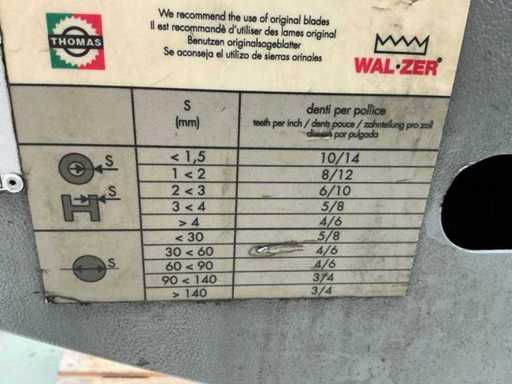 THOMAS
We recommend the use of original blades
Il est recommandé d'utiliser des lames original
Benutzen originalsageblatter
Se aconseja el utilizo de sierras orinales
WAL·ZER®
S
(mm)
denti per pollice
teeth per inch / dents pouce / zahnteilung pro zoll
dientes par pulgada
S < 1,5 10/14
1 < 2 8/12
S 2 < 3 6/10
3 < 4 5/8
> 4 4/6
< 30 5/8
S 30 < 60 4/6
60 < 90 4/6
90 < 140 3/4
> 140 3/4